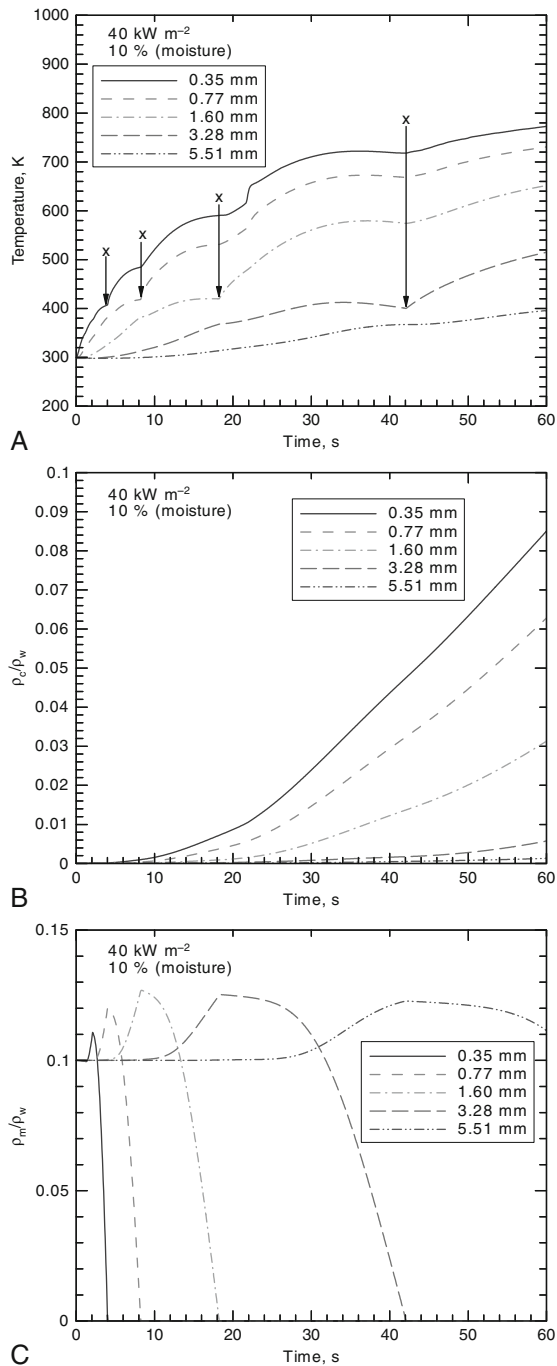 1000
900
800
700
600
500
400
300
200
Temperature, K
40 kW m⁻²
10 % (moisture)
0.35 mm
0.77 mm
1.60 mm
3.28 mm
5.51 mm
x
x
x
x
0 10 20 30 40 50 60
Time, s
A
0.1
0.09
0.08
0.07
0.06
0.05
0.04
0.03
0.02
0.01
0
ρc/ρw
40 kW m⁻²
10 % (moisture)
0.35 mm
0.77 mm
1.60 mm
3.28 mm
5.51 mm
0 10 20 30 40 50 60
Time, s
B
0.15
0.1
0.05
0
ρm/ρw
40 kW m⁻²
10 % (moisture)
0.35 mm
0.77 mm
1.60 mm
3.28 mm
5.51 mm
0 10 20 30 40 50 60
Time, s
C